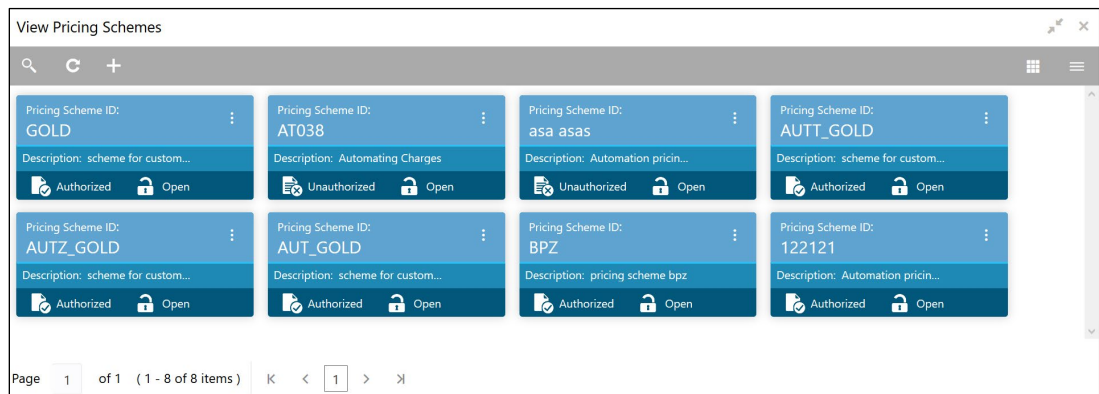 View Pricing Schemes
Pricing Scheme ID:
GOLD
Description: scheme for custom...
Authorized Open
Pricing Scheme ID:
AT038
Description: Automating Charges
Unauthorized Open
Pricing Scheme ID:
asa asas
Description: Automation pricin...
Unauthorized Open
Pricing Scheme ID:
AUTT_GOLD
Description: scheme for custom...
Authorized Open
Pricing Scheme ID:
AUTZ_GOLD
Description: scheme for custom...
Authorized Open
Pricing Scheme ID:
AUT_GOLD
Description: scheme for custom...
Authorized Open
Pricing Scheme ID:
BPZ
Description: pricing scheme bpz
Authorized Open
Pricing Scheme ID:
122121
Description: Automation pricin...
Authorized Open
Page 1 of 1 ( 1 - 8 of 8 items ) 1